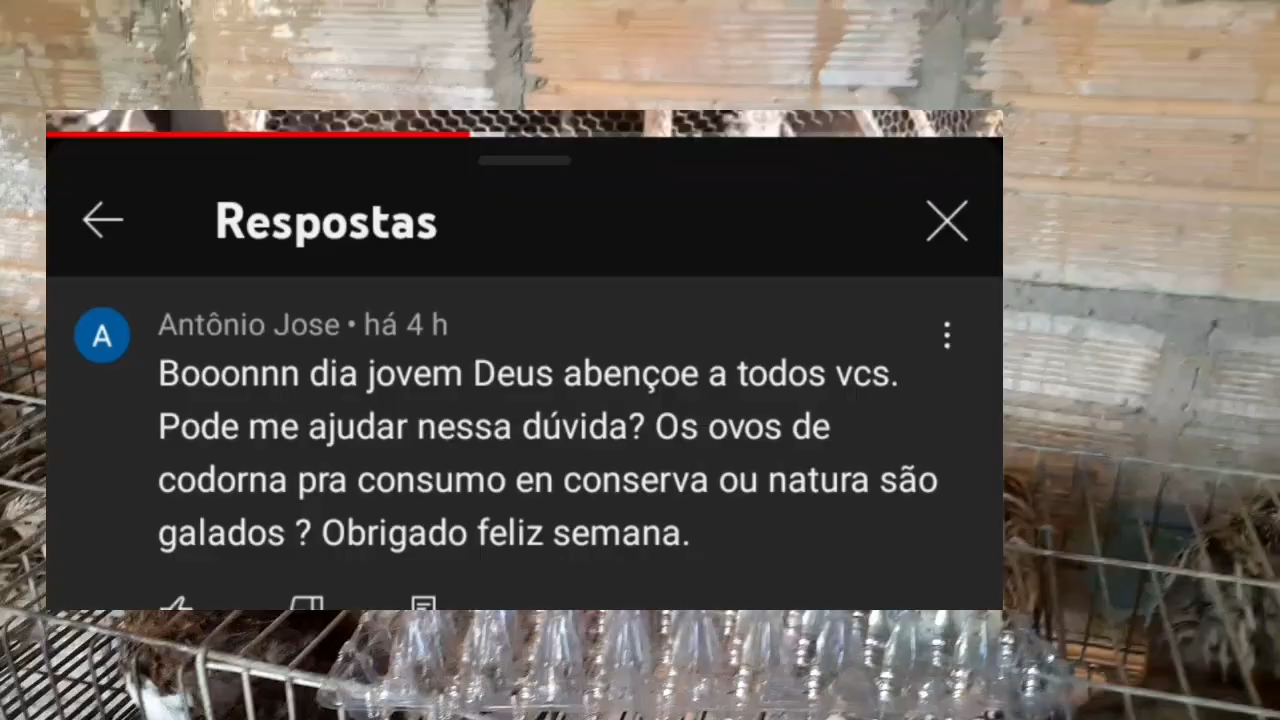 Respostas
A
Antônio Jose • há 4 h
Booonnn dia jovem Deus abençoe a todos vcs.
Pode me ajudar nessa dúvida? Os ovos de
codorna pra consumo en conserva ou natura são
galados ? Obrigado feliz semana.